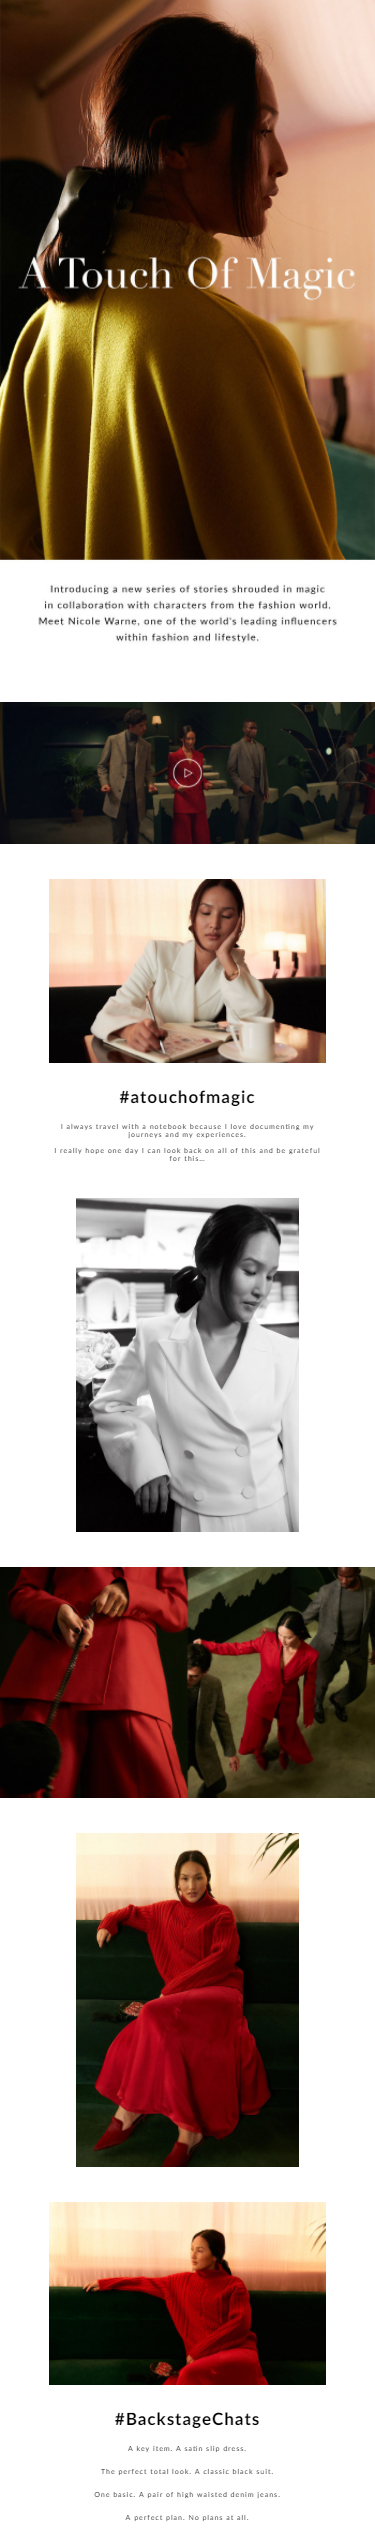 A Touch Of Magic
Introducing a new series of stories shrouded in magic
in collaboration with characters from the fashion world.
Meet Nicole Warne, one of the world's leading influencers
within fashion and lifestyle.
#atouchofmagic
I always travel with a notebook because I love documenting my
journeys and my experiences.
I really hope one day I can look back on all of this and be grateful
for this...
#BackstageChats
A key item. A satin slip dress.
The perfect total look. A classic black suit.
One basic. A pair of high waisted denim jeans.
A perfect plan. No plans at all.